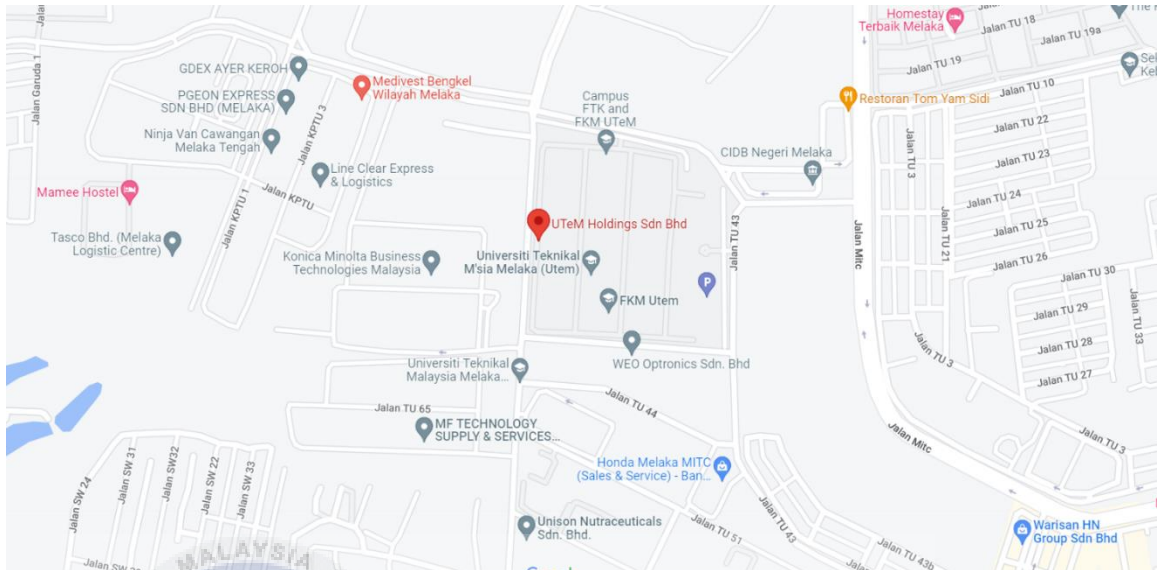 Homestay
Terbaik Melaka
Jalan TU 18
Jalan TU 19a
Jalan TU 19
Jalan TU 10
Restoran Tom Yam Sidi
Jalan Garuda 1
GDEX AYER KEROH
PGEON EXPRESS
SDN BHD (MELAKA)
Medivest Bengkel
Wilayah Melaka
Jalan KPTU 3
Ninja Van Cawangan
Melaka Tengah
Line Clear Express
& Logistics
Campus
FTK and
FKM UTeM
CIDB Negeri Melaka
Jalan TU 3
Jalan TU 22
Jalan TU 23
Jalan TU 24
Jalan TU 25
Jalan TU 26
Jalan TU 21
Mamee Hostel
Jalan KPTU
Jalan KPTU 1
Tasco Bhd. (Melaka
Logistic Centre)
Konica Minolta Business
Technologies Malaysia
UTeM Holdings Sdn Bhd
Universiti Teknikal
M'sia Melaka (Utem)
FKM Utem
P
Jalan TU 43
Jalan Mitc
Jalan TU 30
Jalan TU 29
Jalan TU 28
Jalan TU 27
Jalan TU 33
Jalan TU 3
WEO Optronics Sdn. Bhd
Universiti Teknikal
Malaysia Melaka...
Jalan TU 65
MF TECHNOLOGY
SUPPLY & SERVICES...
Jalan TU 44
Jalan Mitc
Jalan TU 3
Honda Melaka MITC
(Sales & Service) - Ban...
Jalan SW 24
Jalan SW 31
Jalan SW32
Jalan SW 22
Jalan SW 33
Unison Nutraceuticals
Sdn. Bhd.
Jalan TU 51
Jalan TU 43
Jalan TU 43b
Warisan HN
Group Sdn Bhd
MALAYSIA